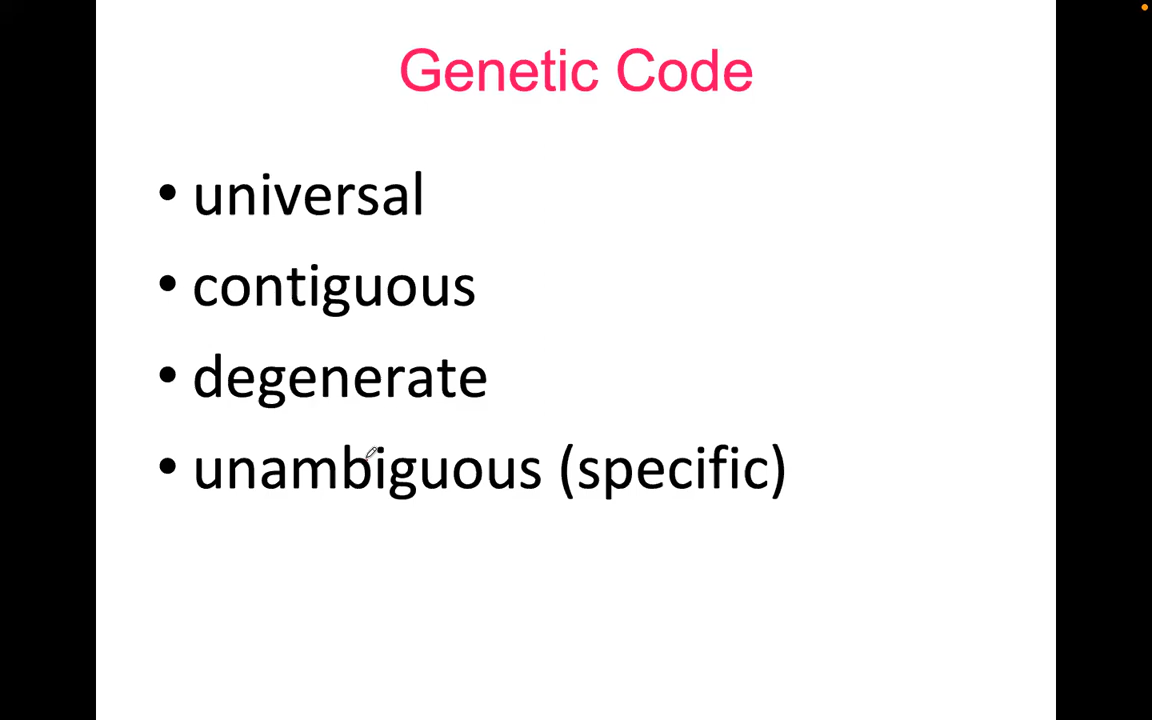 Genetic Code
• universal
• contiguous
• degenerate
• unambiguous (specific)